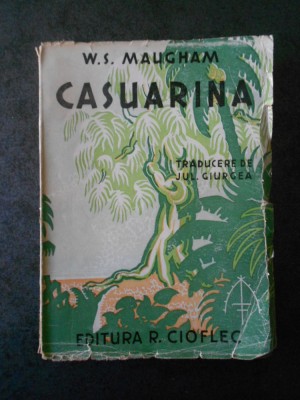 W.S. MAUGHAM
CASUARINA
TRADUCERE DE
JUL. GIURGEA
EDITURA R. CIOFLEC